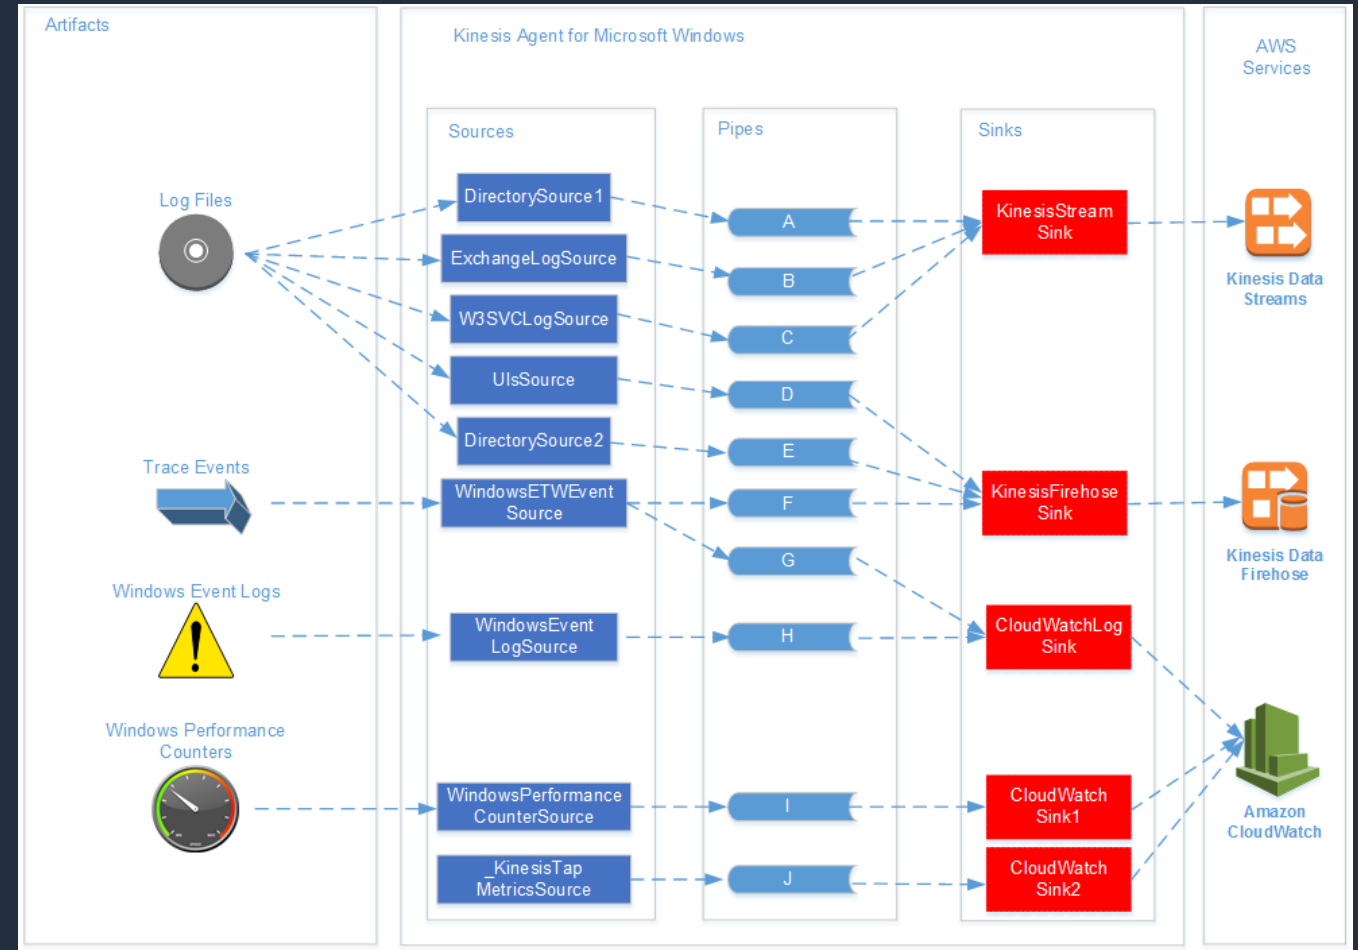 Artifacts
Kinesis Agent for Microsoft Windows
AWS
Services
Sources
Pipes
Sinks
Log Files
DirectorySource1
A
KinesisStream
Sink
ExchangeLogSource
B
Kinesis Data
Streams
W3SVCLogSource
C
UlsSource
D
DirectorySource2
E
Trace Events
WindowsETWEvent
Source
F
KinesisFirehose
Sink
G
Kinesis Data
Firehose
Windows Event Logs
WindowsEvent
LogSource
H
CloudWatchLog
Sink
Windows Performance
Counters
WindowsPerformance
CounterSource
I
CloudWatch
Sink1
Amazon
CloudWatch
_KinesisTap
MetricsSource
J
CloudWatch
Sink2